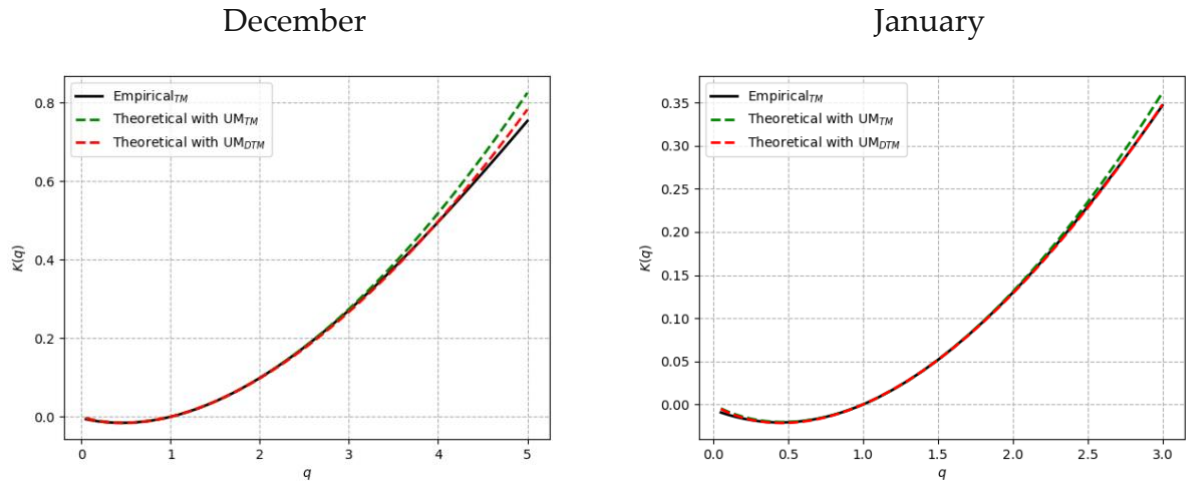 December
January
Empirical_TM
Theoretical with UM_TM
Theoretical with UM_DTM
K(q)
0.8
0.6
0.4
0.2
0.0
0 1 2 3 4 5
q
Empirical_TM
Theoretical with UM_TM
Theoretical with UM_DTM
K(q)
0.35
0.30
0.25
0.20
0.15
0.10
0.05
0.00
0.0 0.5 1.0 1.5 2.0 2.5 3.0
q